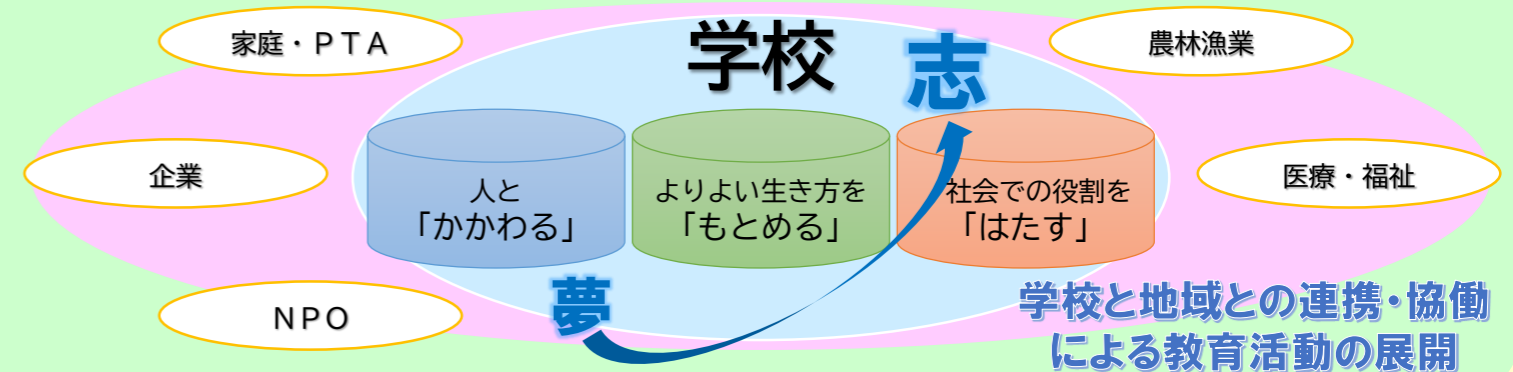 学校
志
家庭・ＰＴＡ
農林漁業
企業
医療・福祉
人と
「かかわる」
よりよい生き方を
「もとめる」
社会での役割を
「はたす」
ＮＰＯ
夢
学校と地域との連携・協働
による教育活動の展開